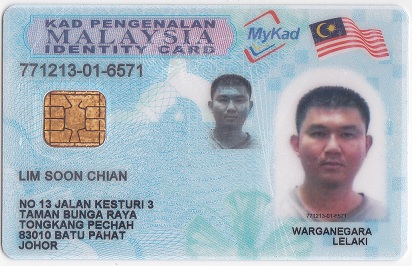 KAD PENGENALAN
MALAYSIA
IDENTITY CARD
MyKad
771213-01-6571
LIM SOON CHIAN
NO 13 JALAN KESTURI 3
TAMAN BUNGA RAYA
TONGKANG PECHAH
83010 BATU PAHAT
JOHOR
771213-01-6571
WARGANEGARA
LELAKI